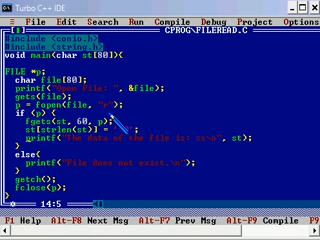 Turbo C++ IDE
File Edit Search Run Compile Debug Project Options
CPROG\FILEREAD.C
#include <conio.h>
#include <string.h>
void main(char st[80]){
FILE *p;
char file[80];
printf("Open File: ", &file);
gets(file);
p = fopen(file, "r");
if (p) {
fgets(st, 60, p);
st[strlen(st)] =
printf("The data of the file is: %s\n", st);
}
else{
printf("File does not exist.\n");
}
getch();
fclose(p);
}
14:5
F1 Help Alt-F8 Next Msg Alt-F7 Prev Msg Alt-F9 Compile F9